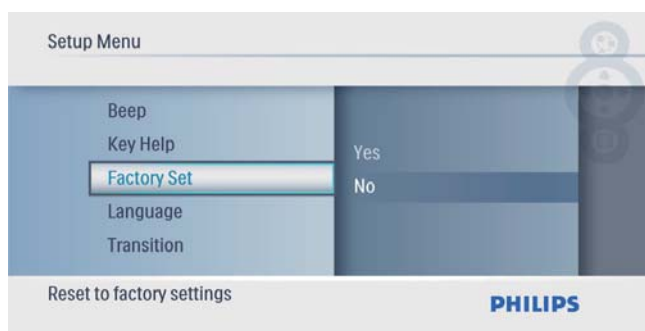 Setup Menu
Beep
Key Help
Factory Set
Language
Transition
Yes
No
Reset to factory settings
PHILIPS